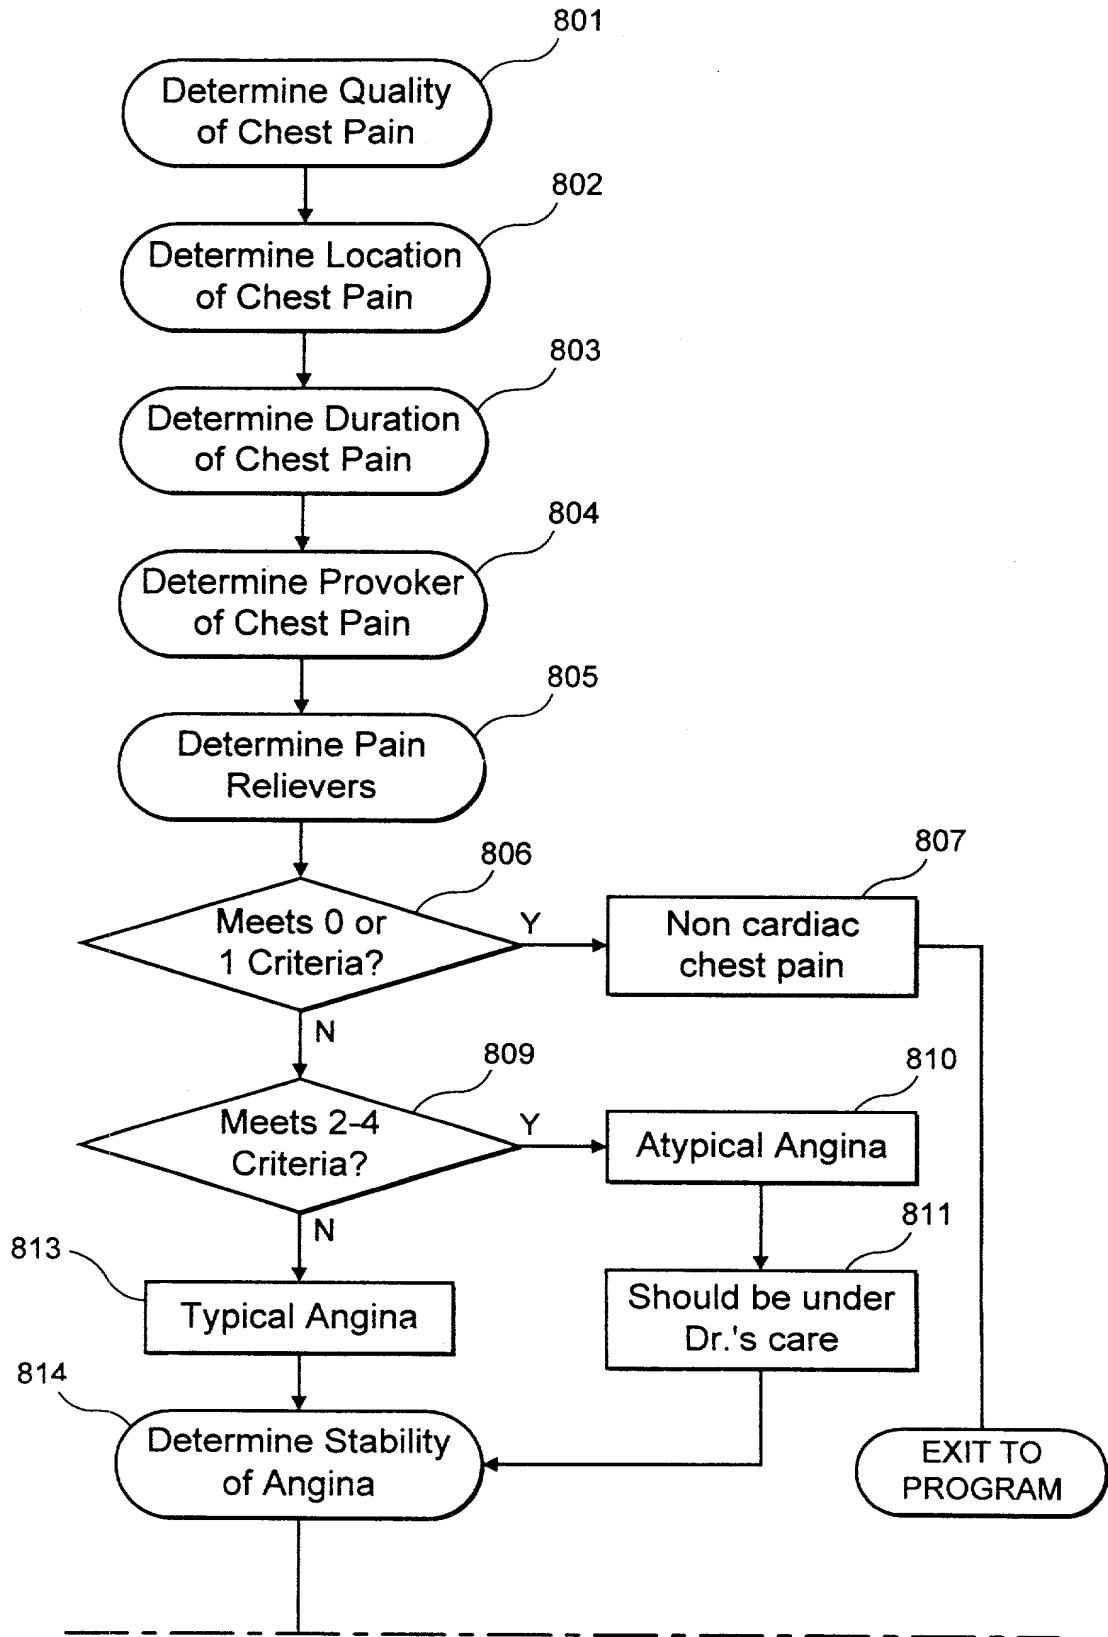 801
Determine Quality
of Chest Pain
802
Determine Location
of Chest Pain
803
Determine Duration
of Chest Pain
804
Determine Provoker
of Chest Pain
805
Determine Pain
Relievers
806
Meets 0 or
1 Criteria?
Y
807
Non cardiac
chest pain
N
809
Meets 2-4
Criteria?
Y
810
Atypical Angina
N
811
Should be under
Dr.'s care
813
Typical Angina
814
Determine Stability
of Angina
EXIT TO
PROGRAM